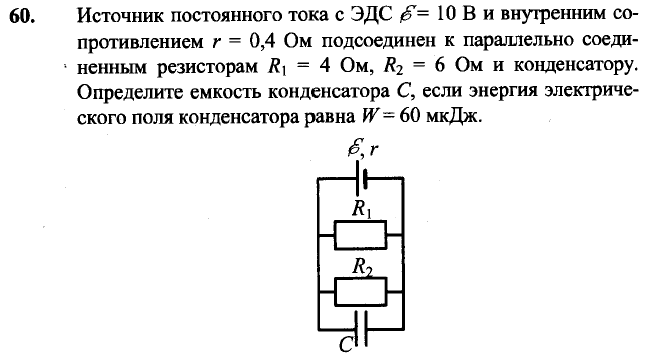 60. Источник постоянного тока с ЭДС ℰ = 10 В и внутренним со-
противлением r = 0,4 Ом подсоединен к параллельно соеди-
ненным резисторам R₁ = 4 Ом, R₂ = 6 Ом и конденсатору.
Определите емкость конденсатора C, если энергия электриче-
ского поля конденсатора равна W = 60 мкДж.
ℰ, r
R₁
R₂
C